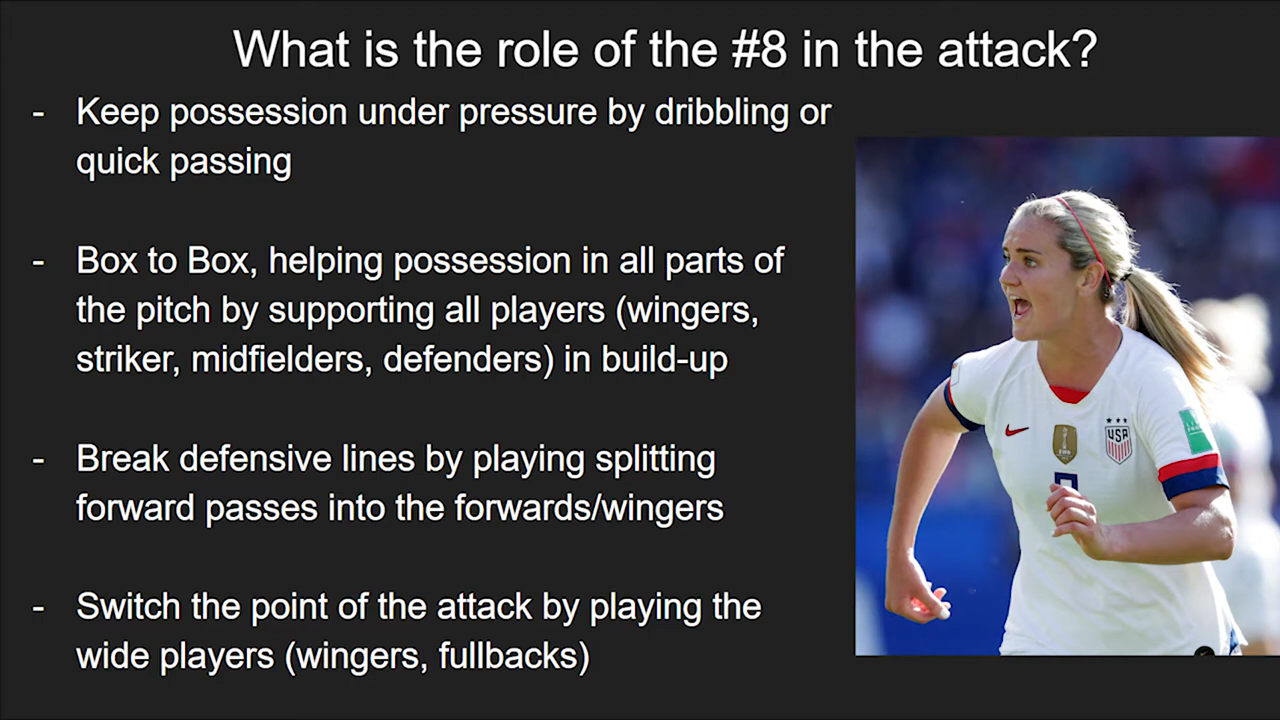 What is the role of the #8 in the attack?
- Keep possession under pressure by dribbling or
quick passing
- Box to Box, helping possession in all parts of
the pitch by supporting all players (wingers,
striker, midfielders, defenders) in build-up
- Break defensive lines by playing splitting
forward passes into the forwards/wingers
- Switch the point of the attack by playing the
wide players (wingers, fullbacks)
USA